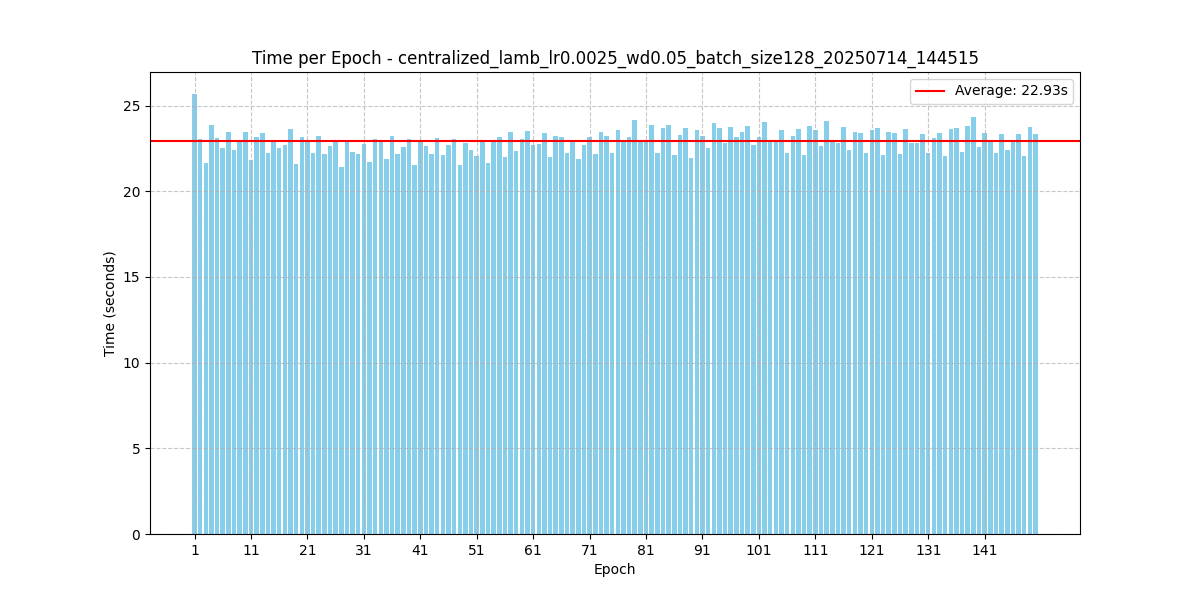 Time per Epoch - centralized_lamb_lr0.0025_wd0.05_batch_size128_20250714_144515
Average: 22.93s
25
20
15
10
5
0
Time (seconds)
1 11 21 31 41 51 61 71 81 91 101 111 121 131 141
Epoch